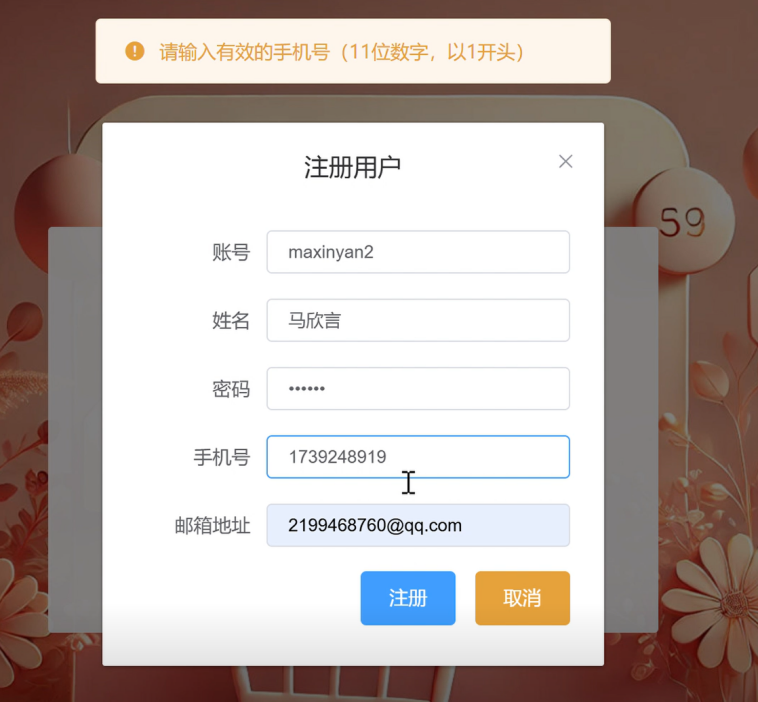 请输入有效的手机号（11位数字，以1开头）
注册用户
59
账号 maxinyan2
姓名 马欣言
密码 ••••••
手机号 1739248919
邮箱地址 2199468760@qq.com
注册 取消